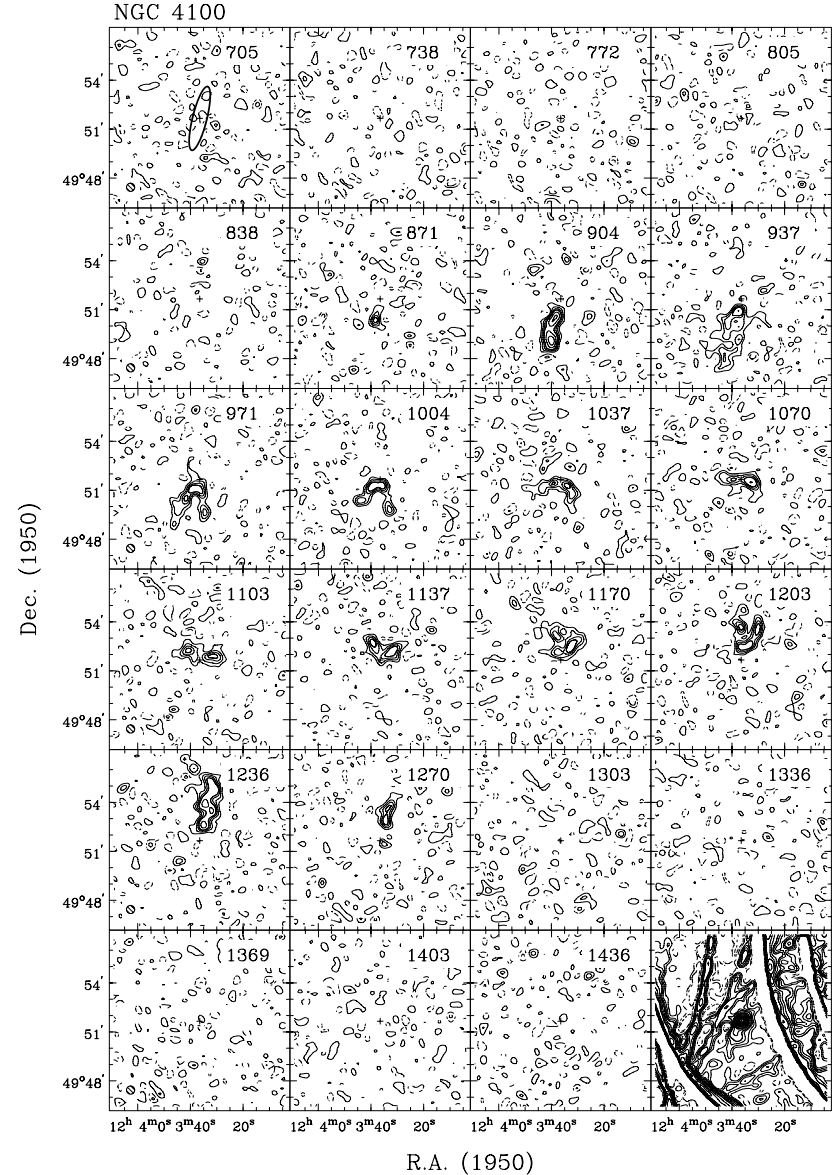 NGC 4100
705 738 772 805
54′
51′
49°48′
838 871 904 937
54′
51′
49°48′
971 1004 1037 1070
54′
51′
49°48′
Dec. (1950)
1103 1137 1170 1203
54′
51′
49°48′
1236 1270 1303 1336
54′
51′
49°48′
1369 1403 1436
54′
51′
49°48′
12ʰ 4ᵐ0ˢ 3ᵐ40ˢ 20ˢ 12ʰ 4ᵐ0ˢ 3ᵐ40ˢ 20ˢ 12ʰ 4ᵐ0ˢ 3ᵐ40ˢ 20ˢ 12ʰ 4ᵐ0ˢ 3ᵐ40ˢ 20ˢ
R.A. (1950)